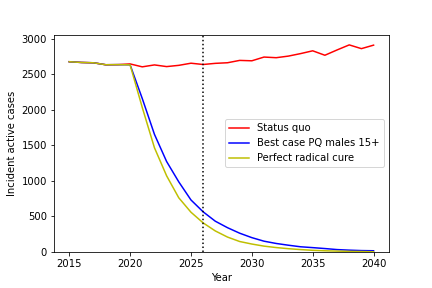 3000
2500
2000
1500
1000
500
0
Incident active cases
Status quo
Best case PQ males 15+
Perfect radical cure
2015 2020 2025 2030 2035 2040
Year